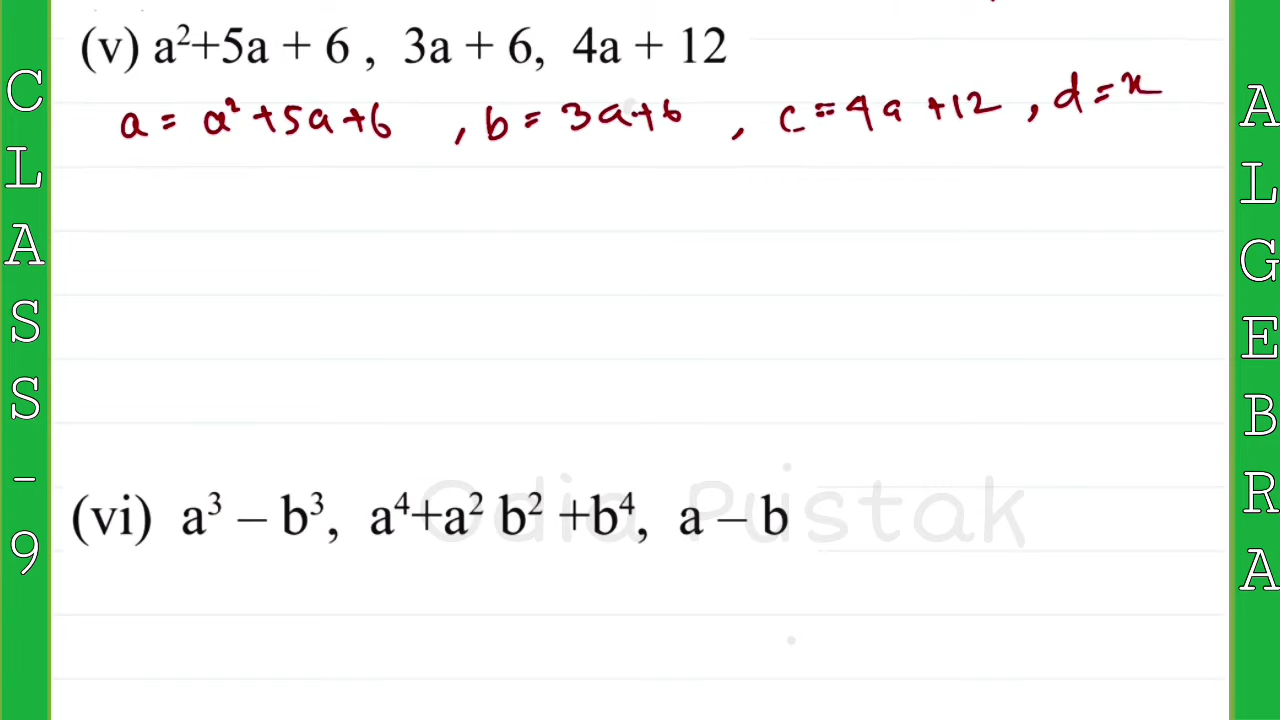 CLASS-9
(v) a²+5a + 6 , 3a + 6, 4a + 12
a = a²+5a+6 , b = 3a+6 , c = 4a+12 , d = x
(vi) a³ – b³, a⁴+a² b² +b⁴, a – b
Odia Pustak
ALGEBRA